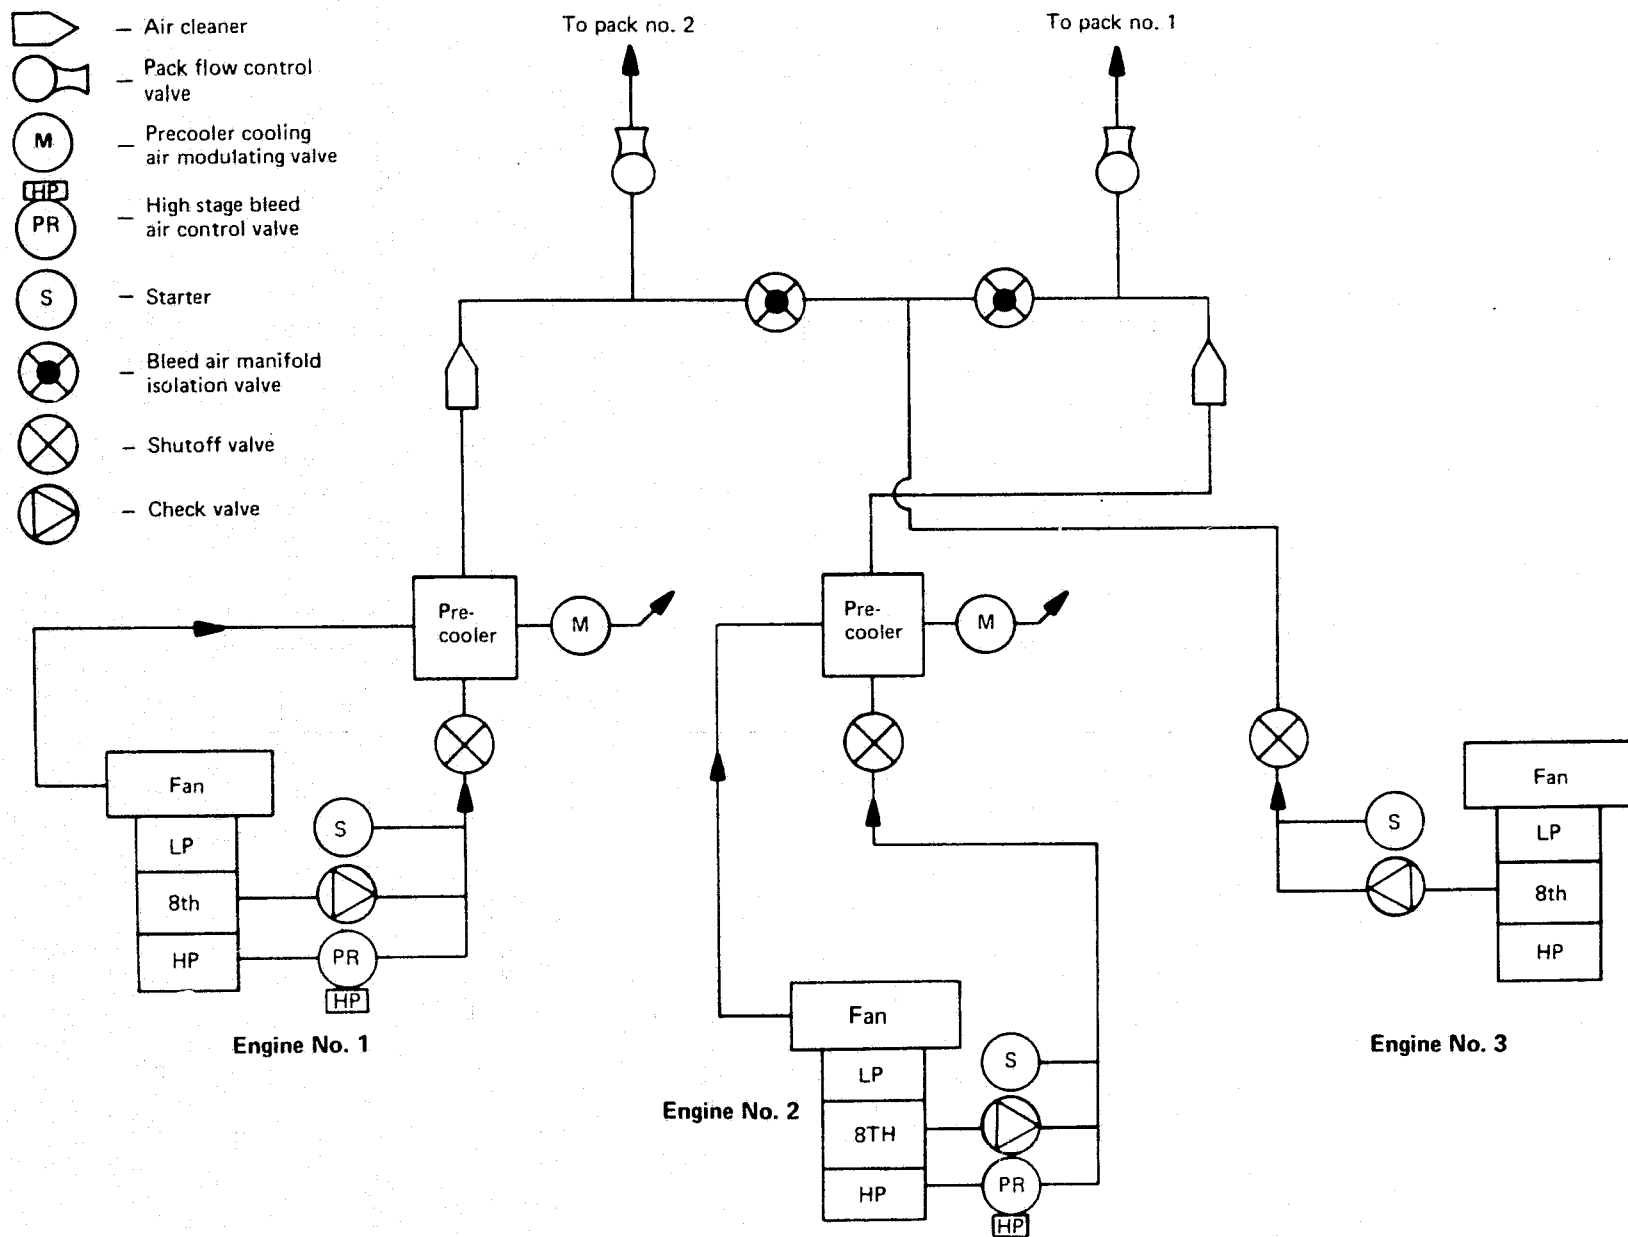 – Air cleaner
– Pack flow control
valve
M
– Precooler cooling
air modulating valve
HP
PR
– High stage bleed
air control valve
S
– Starter
– Bleed air manifold
isolation valve
– Shutoff valve
– Check valve
To pack no. 2
To pack no. 1
Pre-
cooler
M
Pre-
cooler
M
Fan
LP
8th
HP
S
PR
HP
Engine No. 1
Fan
LP
8TH
HP
S
PR
HP
Engine No. 2
S
Fan
LP
8th
HP
Engine No. 3